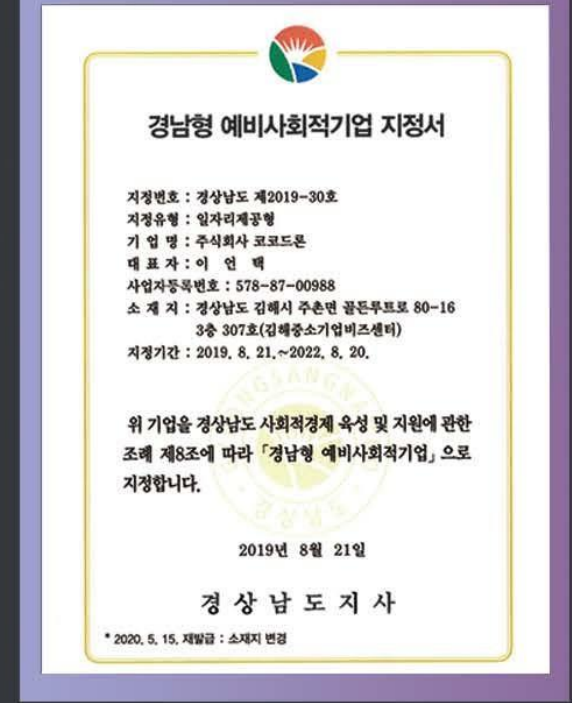 경남형 예비사회적기업 지정서
지정번호 : 경상남도 제2019-30호
지정유형 : 일자리제공형
기 업 명 : 주식회사 코코드론
대 표 자 : 이 언 택
사업자등록번호 : 578-87-00988
소 재 지 : 경상남도 김해시 주촌면 골든루트로 80-16
3층 307호(김해중소기업비즈센터)
지정기간 : 2019. 8. 21.~2022. 8. 20.
위 기업을 경상남도 사회적경제 육성 및 지원에 관한
조례 제8조에 따라 「경남형 예비사회적기업」으로
지정합니다.
경상남도
2019년 8월 21일
경 상 남 도 지 사
* 2020. 5. 15. 재발급 : 소재지 변경